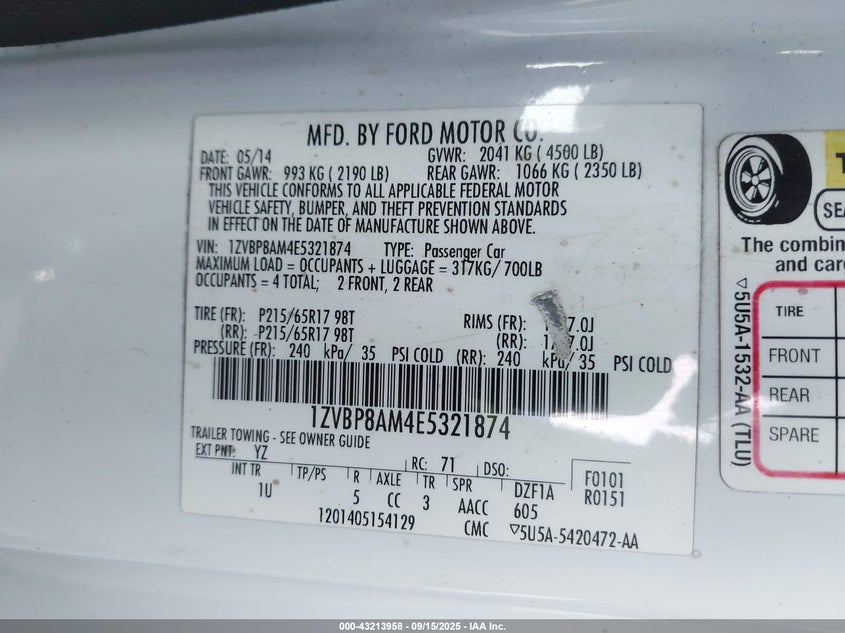 MFD. BY FORD MOTOR CO.
DATE: 05/14 GVWR: 2041 KG ( 4500 LB)
FRONT GAWR: 993 KG ( 2190 LB) REAR GAWR: 1066 KG ( 2350 LB)
THIS VEHICLE CONFORMS TO ALL APPLICABLE FEDERAL MOTOR
VEHICLE SAFETY, BUMPER, AND THEFT PREVENTION STANDARDS
IN EFFECT ON THE DATE OF MANUFACTURE SHOWN ABOVE.
VIN: 1ZVBP8AM4E5321874 TYPE: Passenger Car
MAXIMUM LOAD = OCCUPANTS + LUGGAGE = 317KG/ 700LB
OCCUPANTS = 4 TOTAL; 2 FRONT, 2 REAR
TIRE (FR): P215/65R17 98T RIMS (FR):
(RR): P215/65R17 98T (RR):
PRESSURE (FR): 240 kPa/ 35 PSI COLD (RR): 240 kPa/ 35 PSI COLD
1ZVBP8AM4E5321874
TRAILER TOWING - SEE OWNER GUIDE
EXT PNT: YZ RC: 71 DSO: F0101
INT TR TP/PS R AXLE TR SPR R0151
1U 5 CC 3 AACC DZF1A
605
1201405154129 CMC ▽5U5A-5420472-AA
SEA
The combin
and carg
▽5U5A-1532-AA (TLU)
TIRE
FRONT
REAR
SPARE
000-43213958 - 09/15/2025 - IAA Inc.